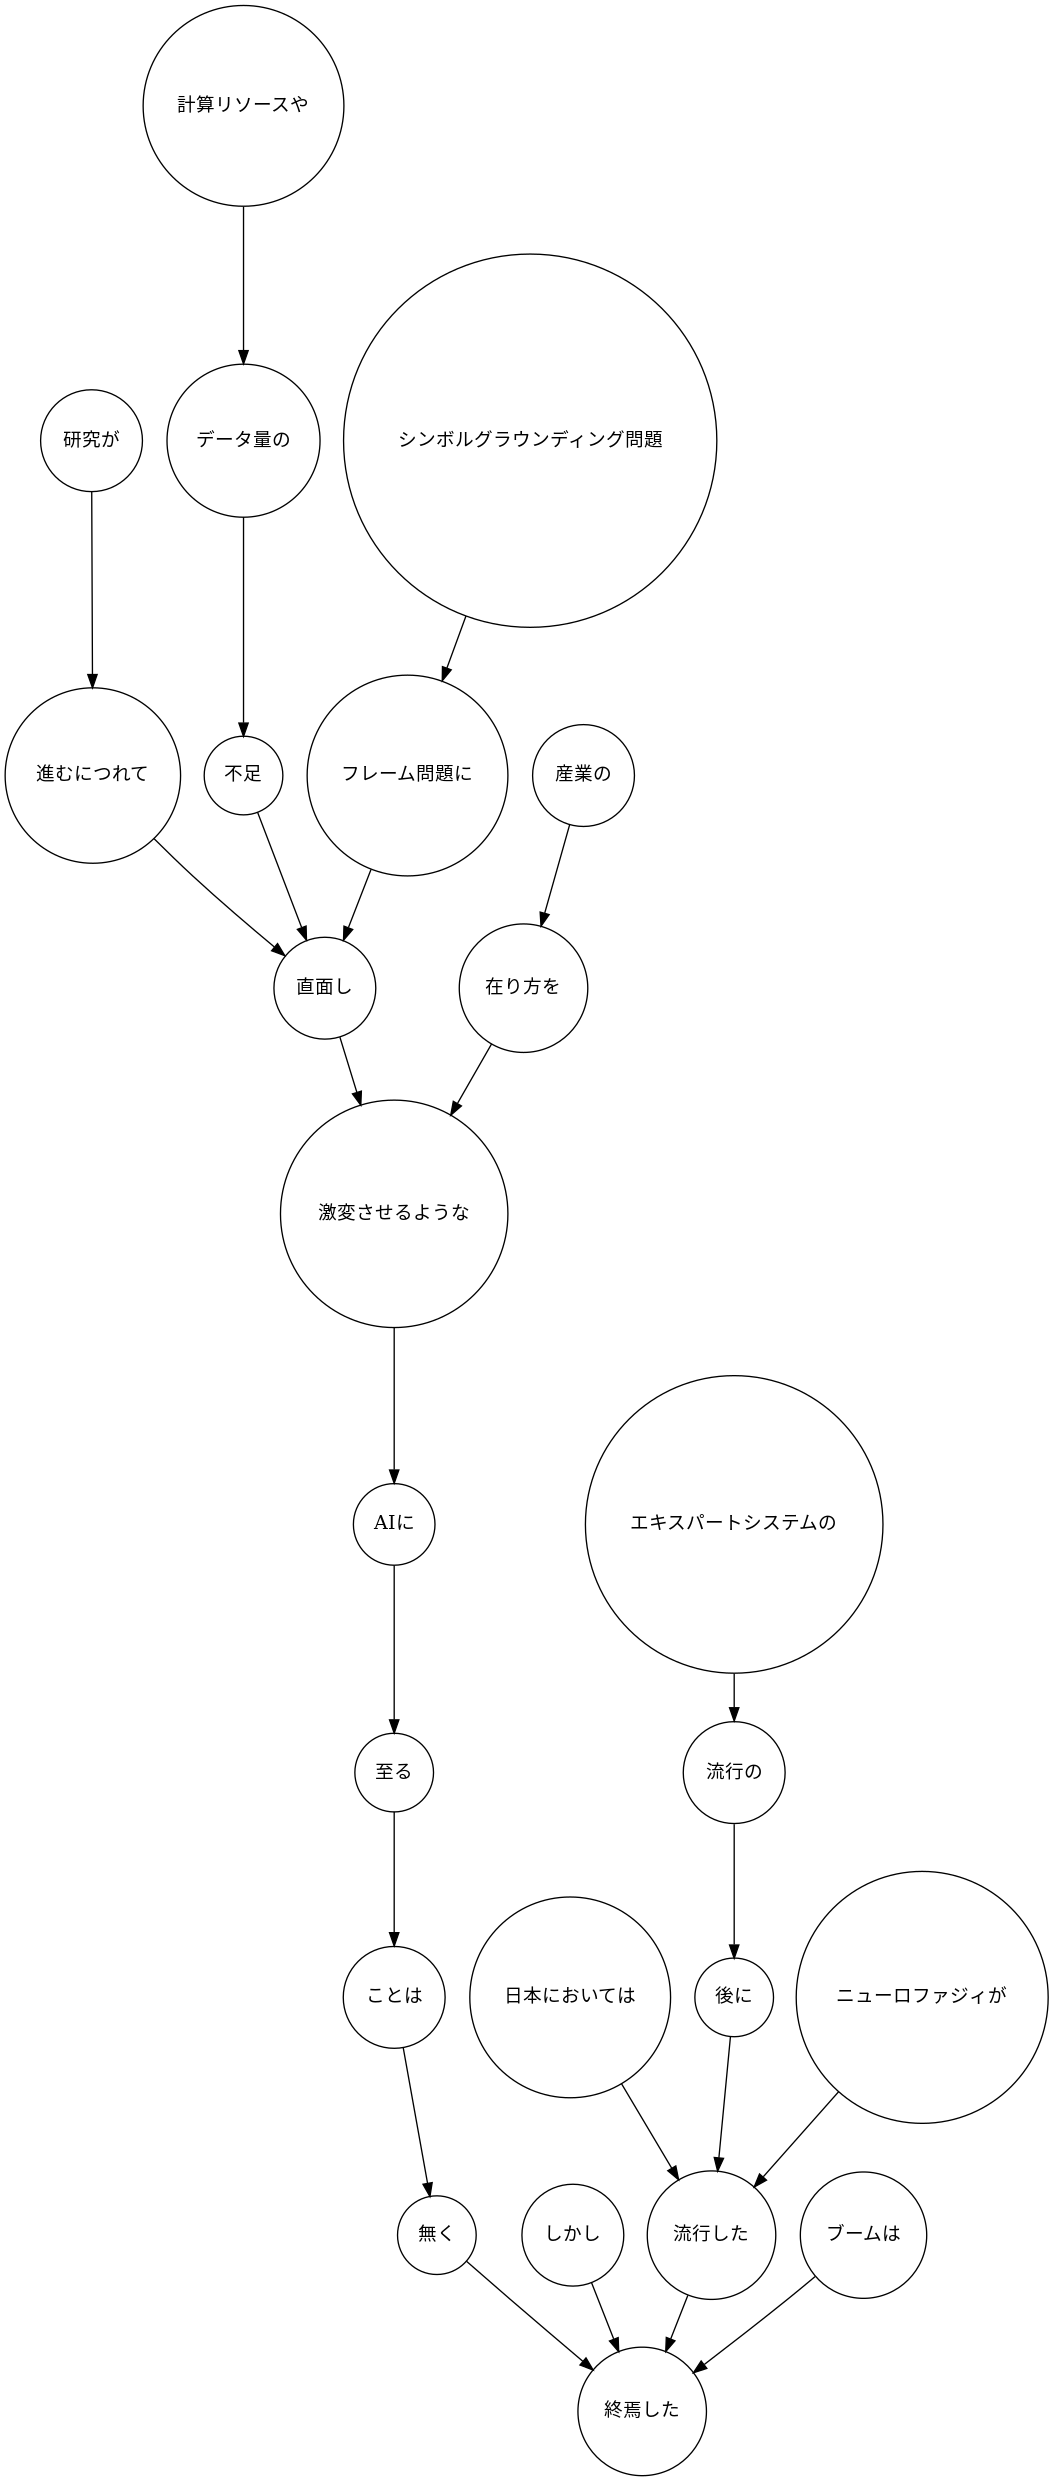 計算リソースや
研究が
データ量の
シンボルグラウンディング問題
進むにつれて
不足
フレーム問題に
産業の
直面し
在り方を
激変させるような
AIに
エキスパートシステムの
至る
流行の
ことは
日本においては
後に
ニューロファジィが
無く
しかし
流行した
ブームは
終焉した